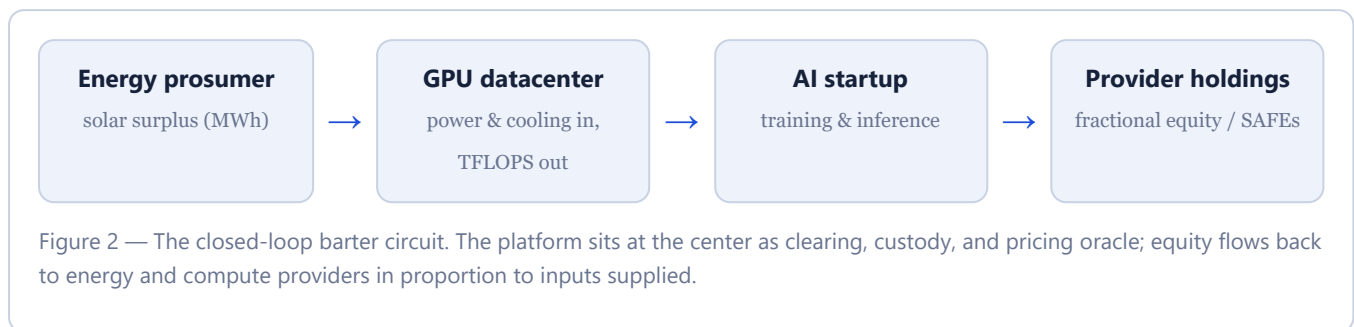 Energy prosumer
solar surplus (MWh)
→
GPU datacenter
power & cooling in,
TFLOPS out
→
AI startup
training & inference
→
Provider holdings
fractional equity / SAFEs
Figure 2 — The closed-loop barter circuit. The platform sits at the center as clearing, custody, and pricing oracle; equity flows back
to energy and compute providers in proportion to inputs supplied.